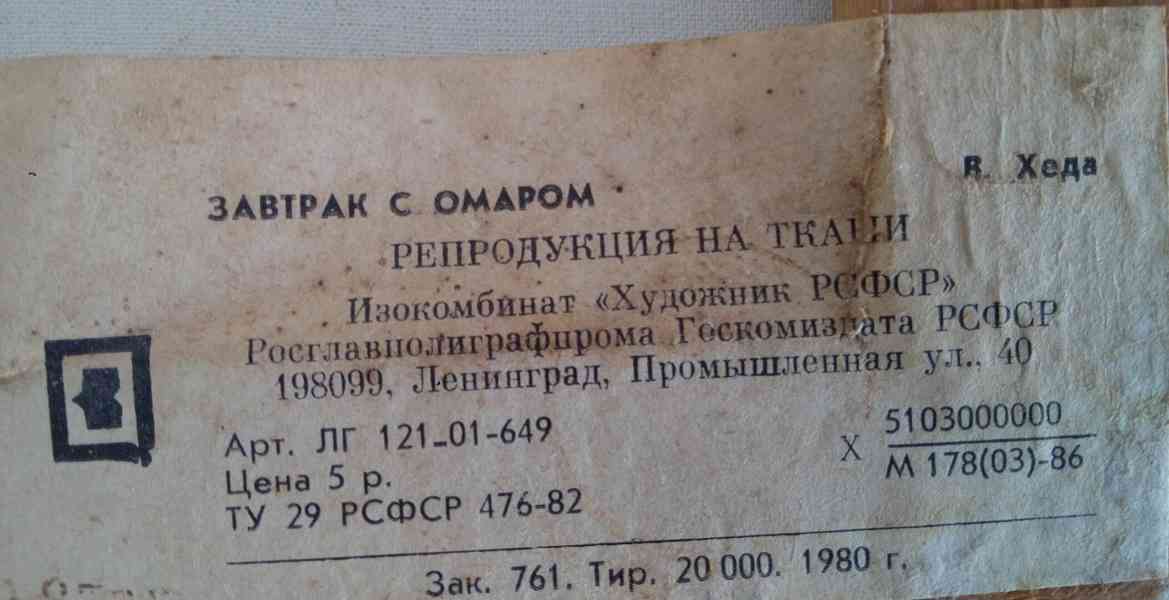 В. Хеда
ЗАВТРАК С ОМАРОМ
РЕПРОДУКЦИЯ НА ТКАНИ
Изокомбинат «Художник РСФСР»
Росглавполиграфпрома Госкомиздата РСФСР
198099, Ленинград, Промышленная ул., 40
Арт. ЛГ 121-01-649
Цена 5 р.
ТУ 29 РСФСР 476-82
X 5103000000
М 178(03)-86
Зак. 761. Тир. 20 000. 1980 г.